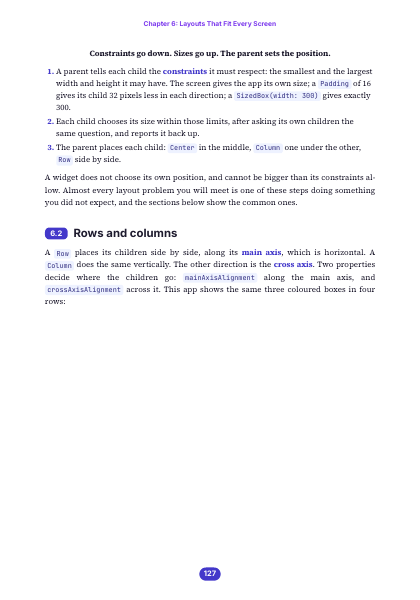 Chapter 6: Layouts That Fit Every Screen
Constraints go down. Sizes go up. The parent sets the position.
1. A parent tells each child the constraints it must respect: the smallest and the largest
width and height it may have. The screen gives the app its own size; a Padding of 16
gives its child 32 pixels less in each direction; a SizedBox(width: 300) gives exactly
300.
2. Each child chooses its size within those limits, after asking its own children the
same question, and reports it back up.
3. The parent places each child: Center in the middle, Column one under the other,
Row side by side.
A widget does not choose its own position, and cannot be bigger than its constraints al-
low. Almost every layout problem you will meet is one of these steps doing something
you did not expect, and the sections below show the common ones.
6.2 Rows and columns
A Row places its children side by side, along its main axis, which is horizontal. A
Column does the same vertically. The other direction is the cross axis. Two properties
decide where the children go: mainAxisAlignment along the main axis, and
crossAxisAlignment across it. This app shows the same three coloured boxes in four
rows:
127